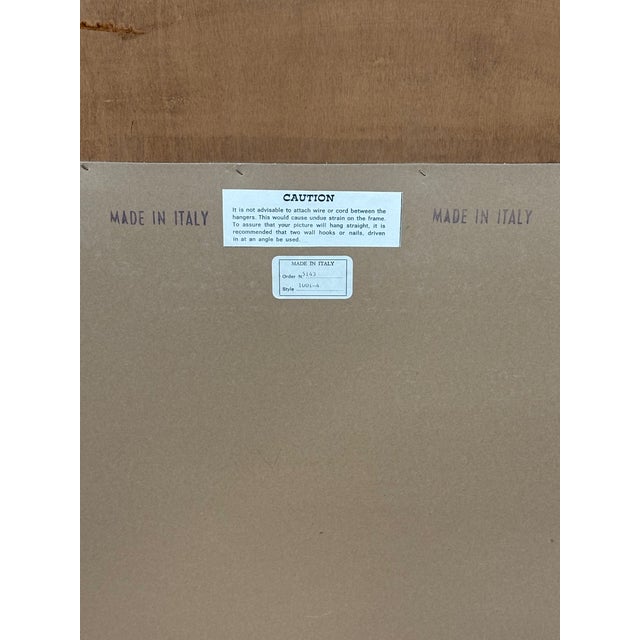 CAUTION
It is not advisable to attach wire or cord between the
hangers. This would cause undue strain on the frame.
To assure that your picture will hang straight, it is
recommended that two wall hooks or nails, driven
in at an angle be used.
MADE IN ITALY
MADE IN ITALY
MADE IN ITALY
Order N. 5143
Style 1001-A